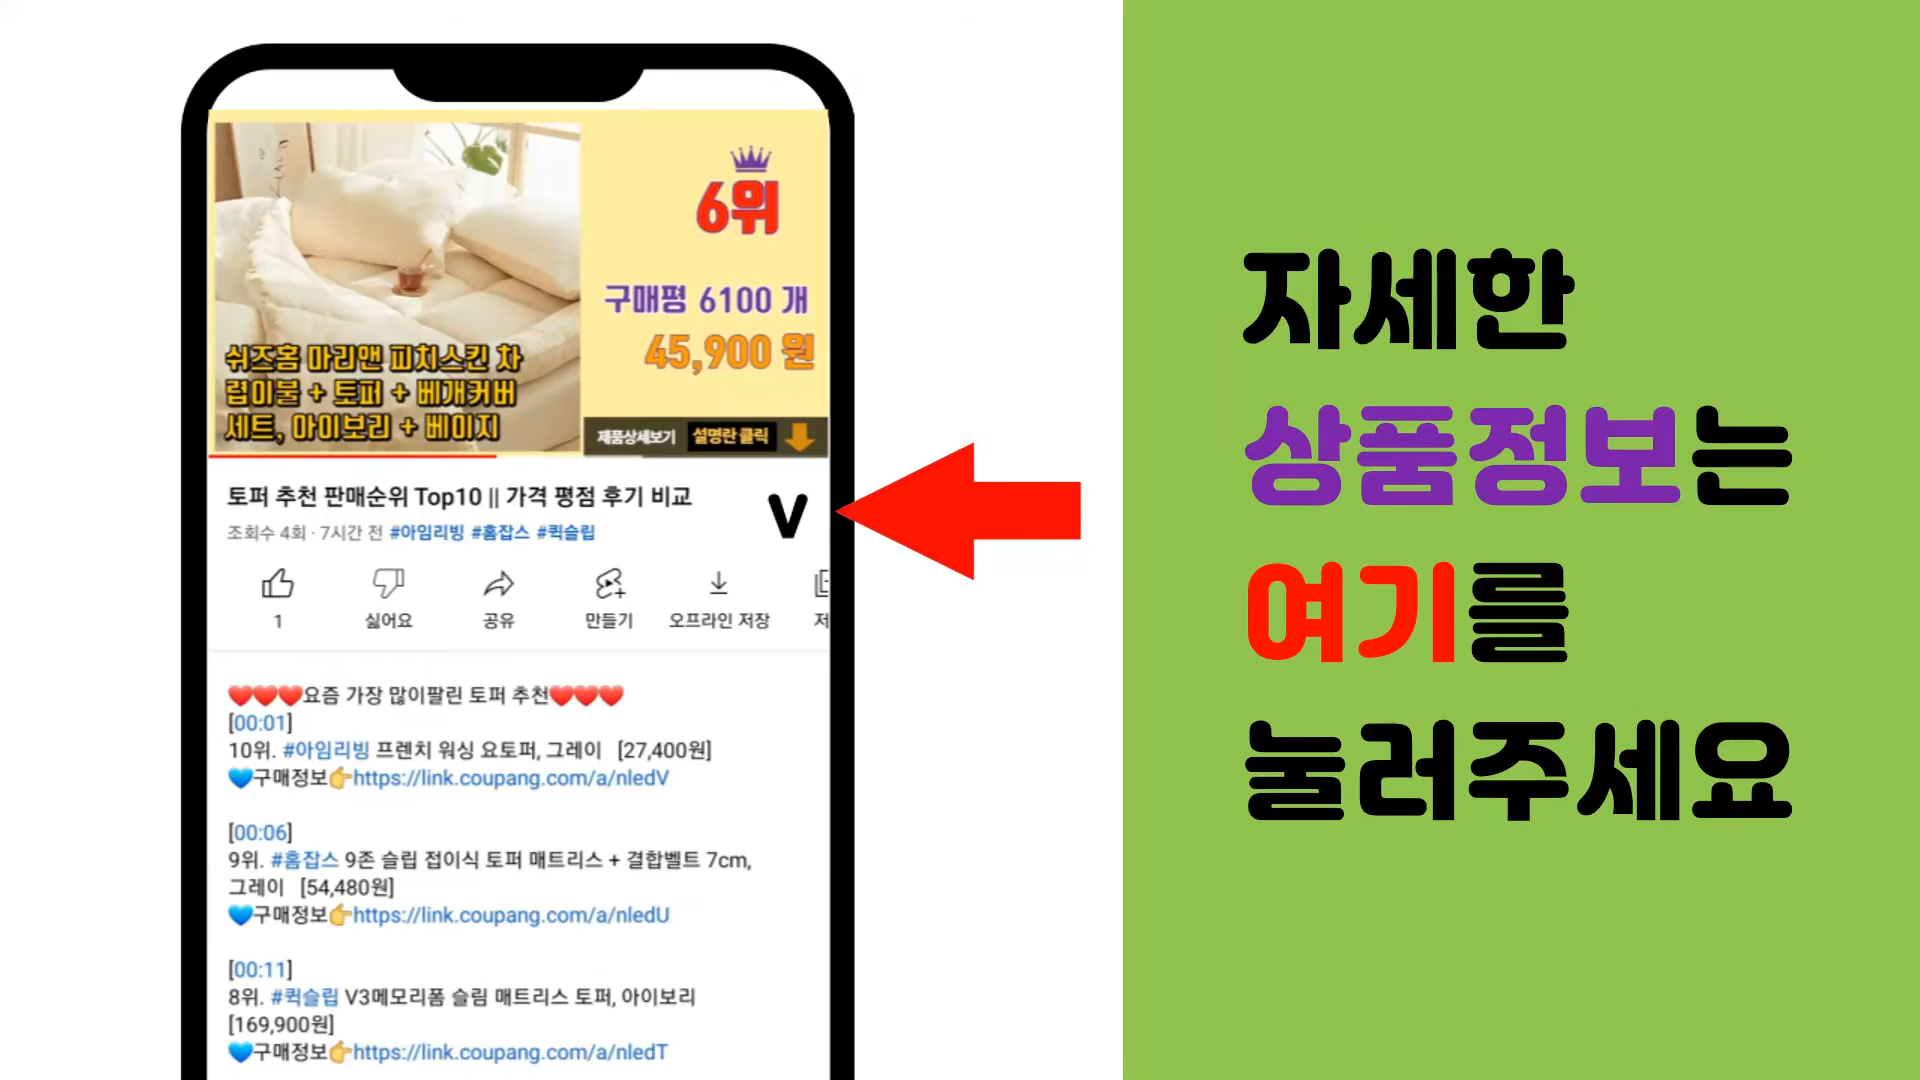 6위
구매평 6100 개
45,900 원
쉬즈홈 마리앤 피치스킨 차
렵이불 + 토퍼 + 베개커버
세트, 아이보리 + 베이지
제품상세보기 설명란 클릭
토퍼 추천 판매순위 Top10 || 가격 평점 후기 비교
V
조회수 4회 · 7시간 전 #아임리빙 #홈잡스 #퀵슬립
1 싫어요 공유 만들기 오프라인 저장 저
❤️❤️❤️요즘 가장 많이팔린 토퍼 추천❤️❤️❤️
[00:01]
10위. #아임리빙 프렌치 워싱 요토퍼, 그레이 [27,400원]
💙구매정보👉https://link.coupang.com/a/nledV
[00:06]
9위. #홈잡스 9존 슬립 접이식 토퍼 매트리스 + 결합벨트 7cm,
그레이 [54,480원]
💙구매정보👉https://link.coupang.com/a/nledU
[00:11]
8위. #퀵슬립 V3메모리폼 슬림 매트리스 토퍼, 아이보리
[169,900원]
💙구매정보👉https://link.coupang.com/a/nledT
자세한
상품정보는
여기를
눌러주세요